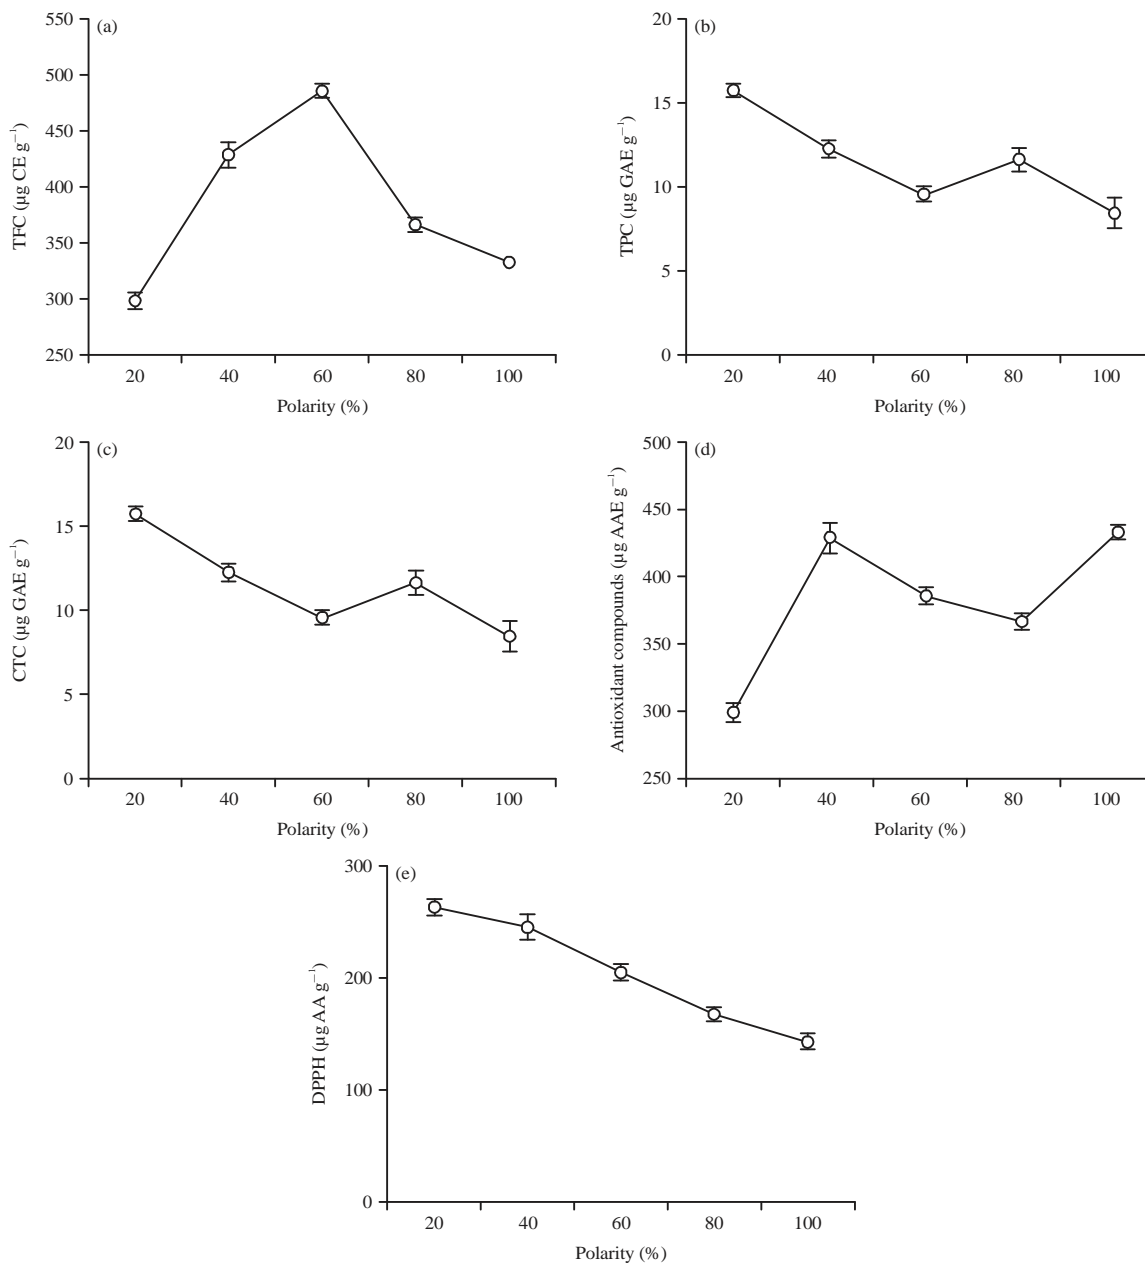 (a)
550
500
450
400
350
300
250
TFC (µg CE g⁻¹)
20 40 60 80 100
Polarity (%)
(b)
20
15
10
5
0
TPC (µg GAE g⁻¹)
20 40 60 80 100
Polarity (%)
(c)
20
15
10
5
0
CTC (µg GAE g⁻¹)
20 40 60 80 100
Polarity (%)
(d)
500
450
400
350
300
250
Antioxidant compounds (µg AAE g⁻¹)
20 40 60 80 100
Polarity (%)
(e)
300
200
100
0
DPPH (µg AA g⁻¹)
20 40 60 80 100
Polarity (%)